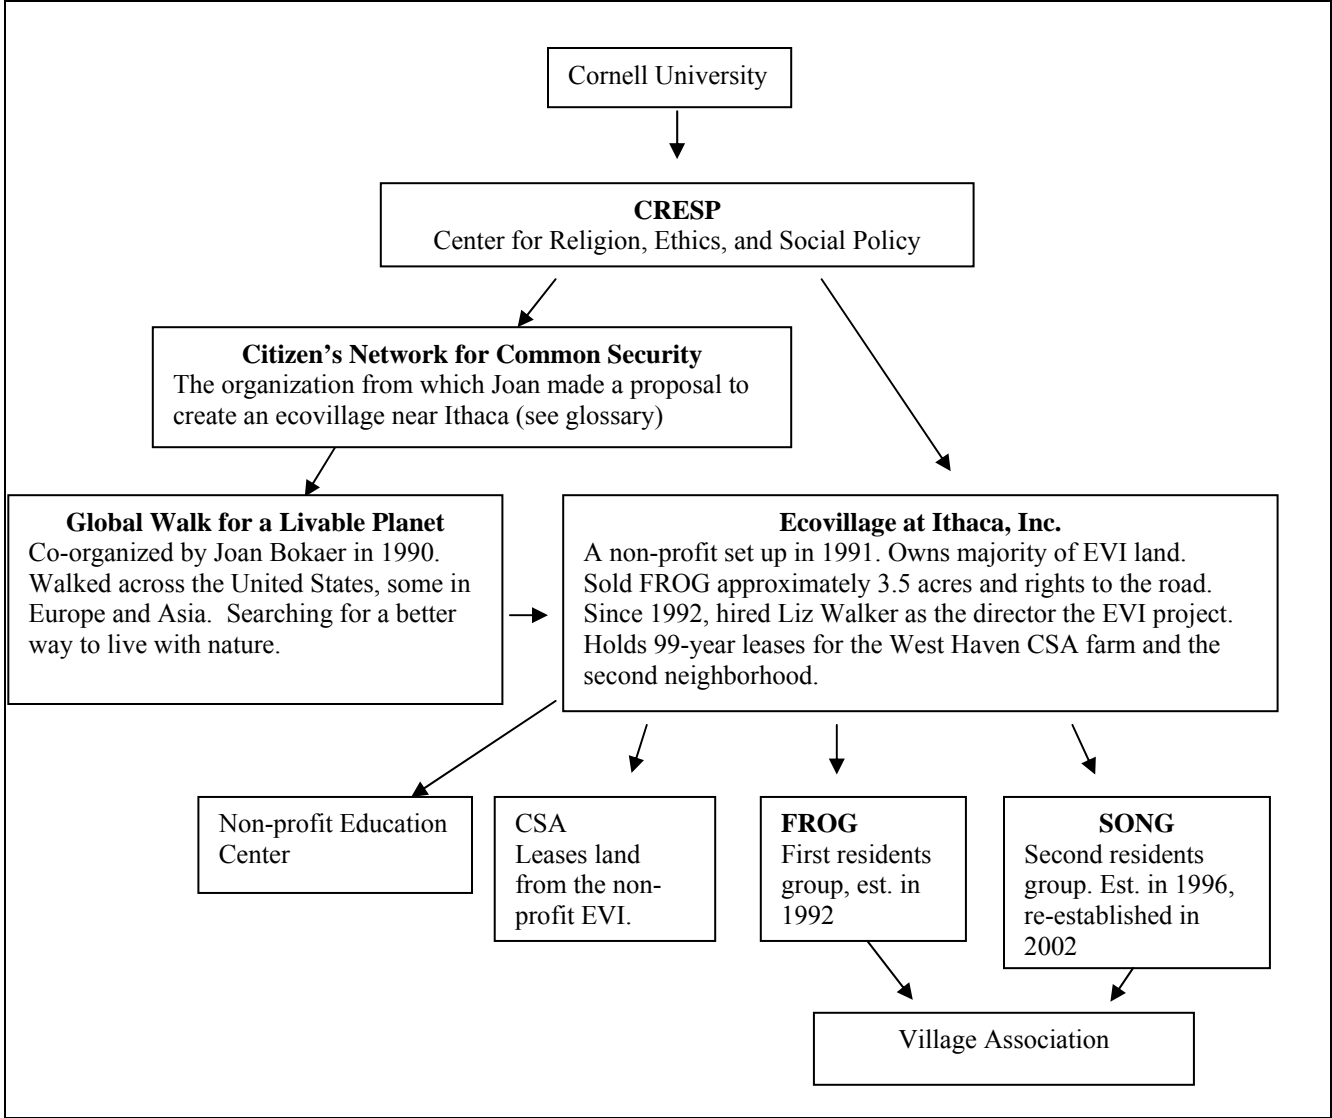 Cornell University
CRESP
Center for Religion, Ethics, and Social Policy
Citizen’s Network for Common Security
The organization from which Joan made a proposal to
create an ecovillage near Ithaca (see glossary)
Global Walk for a Livable Planet
Co-organized by Joan Bokaer in 1990.
Walked across the United States, some in
Europe and Asia.  Searching for a better
way to live with nature.
Ecovillage at Ithaca, Inc.
A non-profit set up in 1991. Owns majority of EVI land.
Sold FROG approximately 3.5 acres and rights to the road.
Since 1992, hired Liz Walker as the director the EVI project.
Holds 99-year leases for the West Haven CSA farm and the
second neighborhood.
Non-profit Education
Center
CSA
Leases land
from the non-
profit EVI.
FROG
First residents
group, est. in
1992
SONG
Second residents
group. Est. in 1996,
re-established in
2002
Village Association